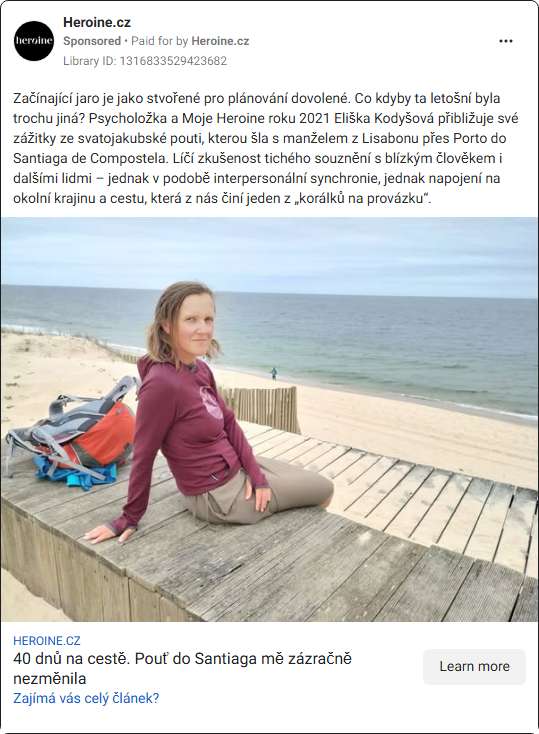 heroine
Heroine.cz
Sponsored • Paid for by Heroine.cz
Library ID: 1316833529423682
Začínající jaro je jako stvořené pro plánování dovolené. Co kdyby ta letošní byla
trochu jiná? Psycholožka a Moje Heroine roku 2021 Eliška Kodyšová přibližuje své
zážitky ze svatojakubské pouti, kterou šla s manželem z Lisabonu přes Porto do
Santiaga de Compostela. Líčí zkušenost tichého souznění s blízkým člověkem i
dalšími lidmi – jednak v podobě interpersonální synchronie, jednak napojení na
okolní krajinu a cestu, která z nás činí jeden z „korálků na provázku“.
HEROINE.CZ
40 dnů na cestě. Pouť do Santiaga mě zázračně
nezměnila
Zajímá vás celý článek?
Learn more